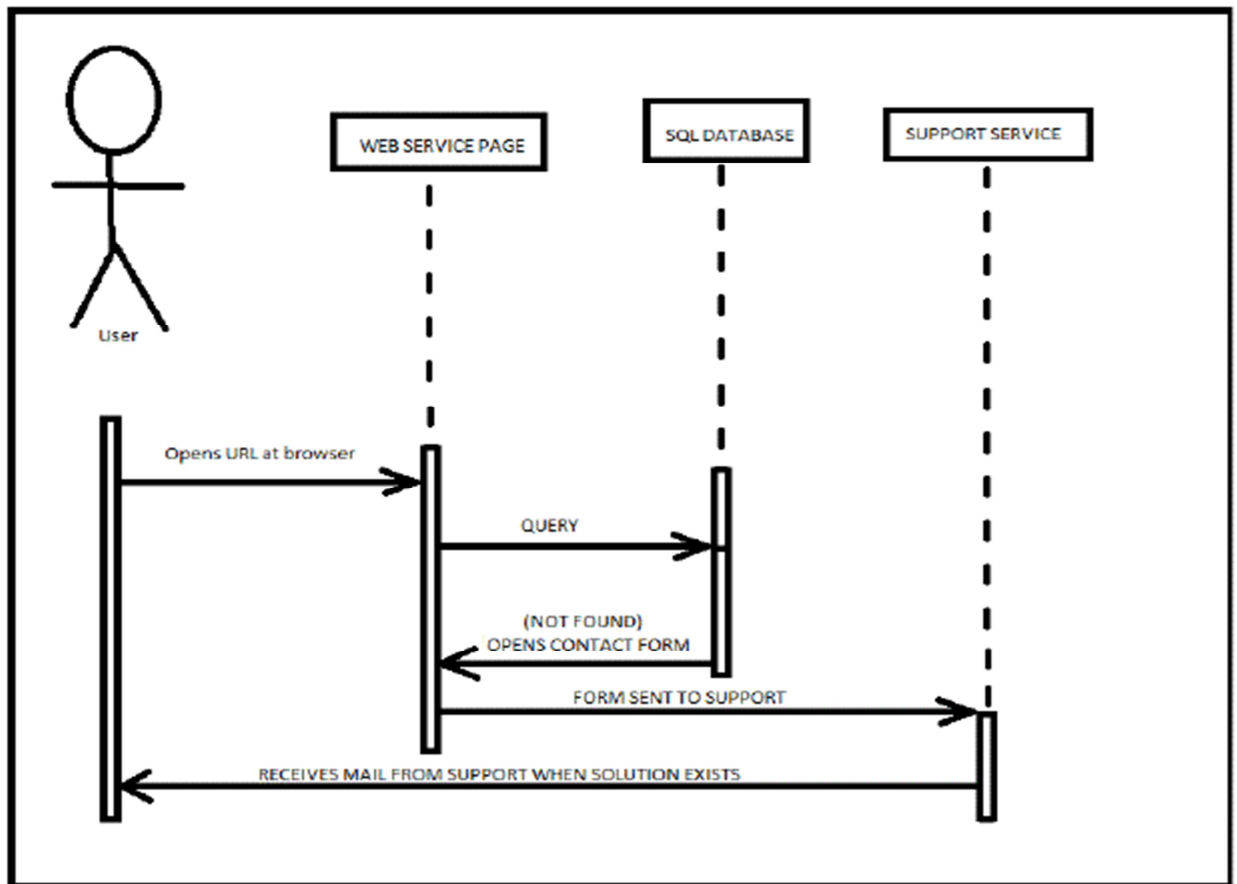 WEB SERVICE PAGE
SQL DATABASE
SUPPORT SERVICE
User
Opens URL at browser
QUERY
(NOT FOUND)
OPENS CONTACT FORM
FORM SENT TO SUPPORT
RECEIVES MAIL FROM SUPPORT WHEN SOLUTION EXISTS